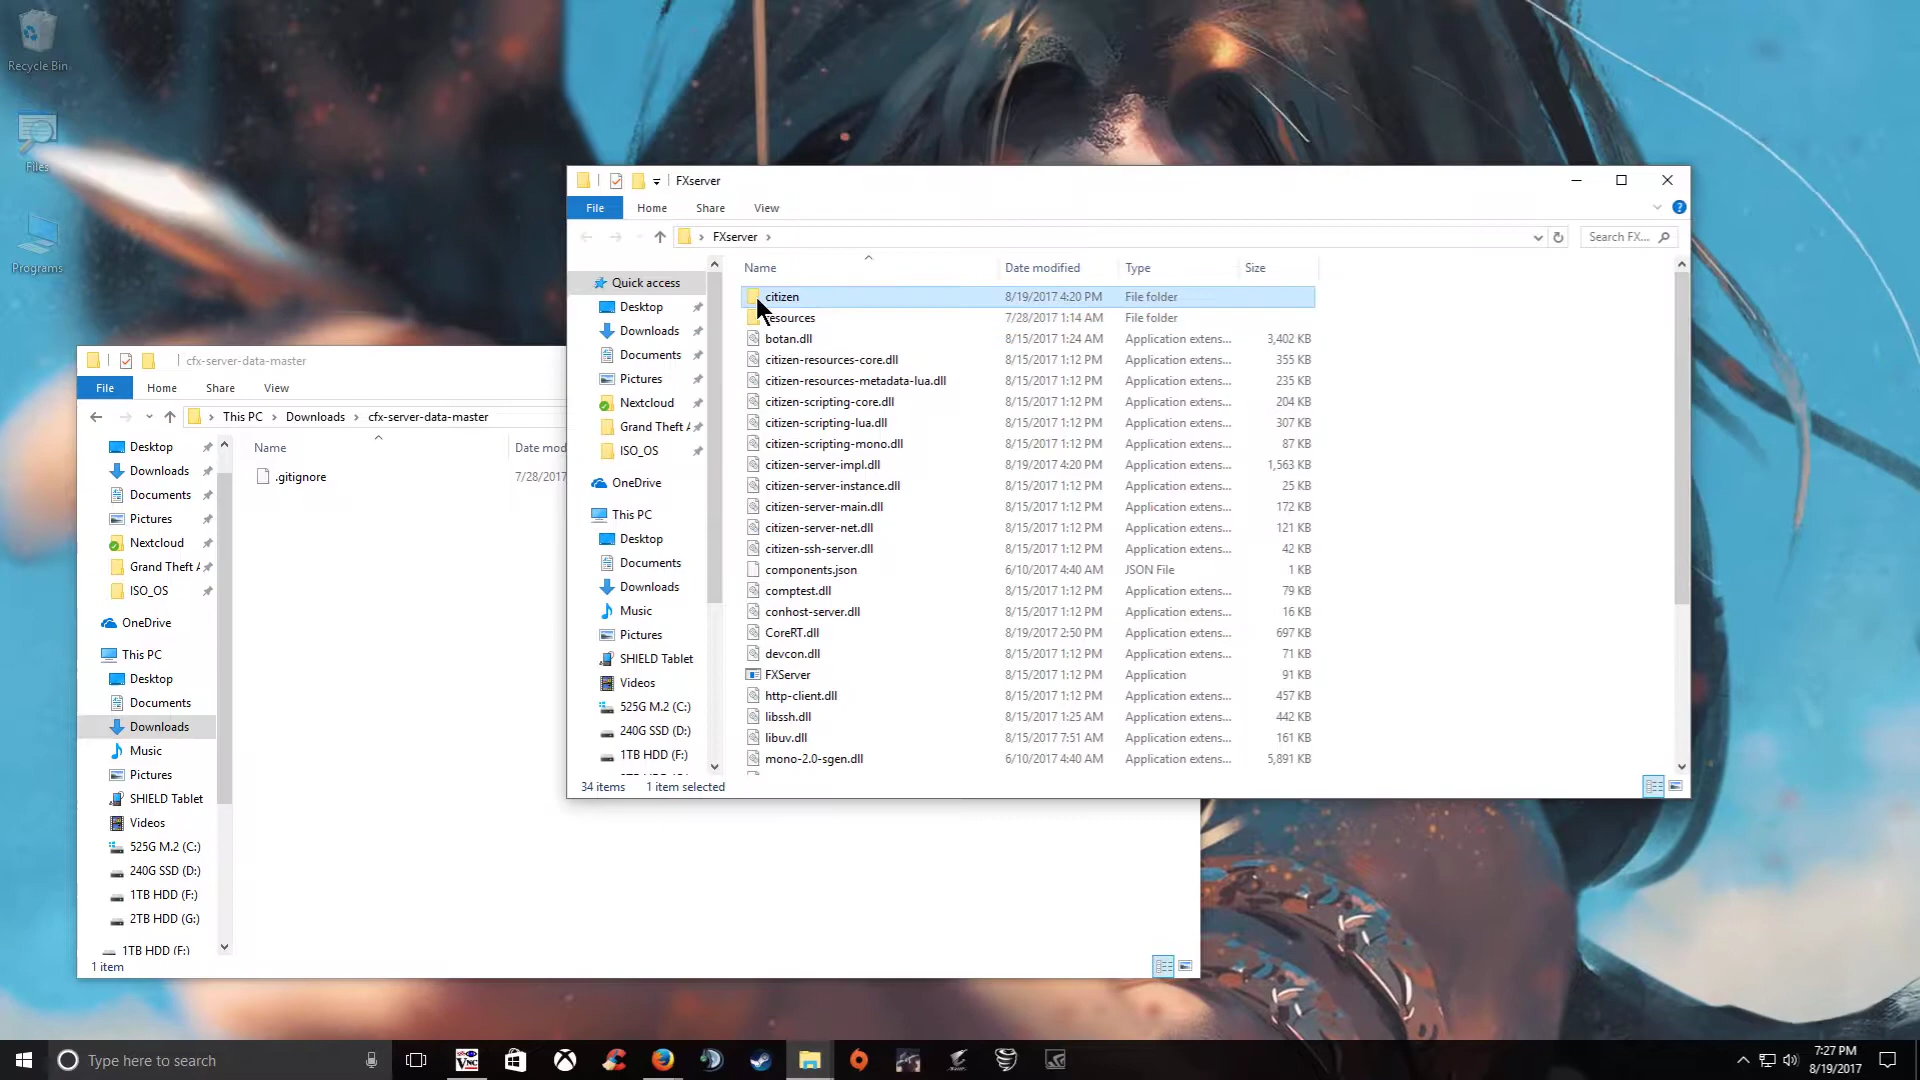 Recycle Bin
Files
Programs
FXserver
File Home Share View
FXserver
Search FX...
Name Date modified Type Size
Quick access
Desktop
Downloads
Documents
Pictures
Nextcloud
Grand Theft A
ISO_OS
OneDrive
This PC
Desktop
Documents
Downloads
Music
Pictures
SHIELD Tablet
Videos
525G M.2 (C:)
240G SSD (D:)
1TB HDD (F:)
citizen 8/19/2017 4:20 PM File folder
resources 7/28/2017 1:14 AM File folder
botan.dll 8/15/2017 1:24 AM Application extens... 3,402 KB
citizen-resources-core.dll 8/15/2017 1:12 PM Application extens... 355 KB
citizen-resources-metadata-lua.dll 8/15/2017 1:12 PM Application extens... 235 KB
citizen-scripting-core.dll 8/15/2017 1:12 PM Application extens... 204 KB
citizen-scripting-lua.dll 8/15/2017 1:12 PM Application extens... 307 KB
citizen-scripting-mono.dll 8/15/2017 1:12 PM Application extens... 87 KB
citizen-server-impl.dll 8/19/2017 4:20 PM Application extens... 1,563 KB
citizen-server-instance.dll 8/15/2017 1:12 PM Application extens... 25 KB
citizen-server-main.dll 8/15/2017 1:12 PM Application extens... 172 KB
citizen-server-net.dll 8/15/2017 1:12 PM Application extens... 121 KB
citizen-ssh-server.dll 8/15/2017 1:12 PM Application extens... 42 KB
components.json 6/10/2017 4:40 AM JSON File 1 KB
comptest.dll 8/15/2017 1:12 PM Application extens... 79 KB
conhost-server.dll 8/15/2017 1:12 PM Application extens... 16 KB
CoreRT.dll 8/19/2017 2:50 PM Application extens... 697 KB
devcon.dll 8/15/2017 1:12 PM Application extens... 71 KB
FXServer 8/15/2017 1:12 PM Application 91 KB
http-client.dll 8/15/2017 1:12 PM Application extens... 457 KB
libssh.dll 8/15/2017 1:25 AM Application extens... 442 KB
libuv.dll 8/15/2017 7:51 AM Application extens... 161 KB
mono-2.0-sgen.dll 6/10/2017 4:40 AM Application extens... 5,891 KB
34 items 1 item selected
cfx-server-data-master
File Home Share View
This PC Downloads cfx-server-data-master
Name Date mod
Desktop
Downloads
Documents
Pictures
Nextcloud
Grand Theft A
ISO_OS
OneDrive
This PC
Desktop
Documents
Downloads
Music
Pictures
SHIELD Tablet
Videos
525G M.2 (C:)
240G SSD (D:)
1TB HDD (F:)
2TB HDD (G:)
1TB HDD (F:)
.gitignore 7/28/2017
1 item
Type here to search
VNC
7:27 PM
8/19/2017